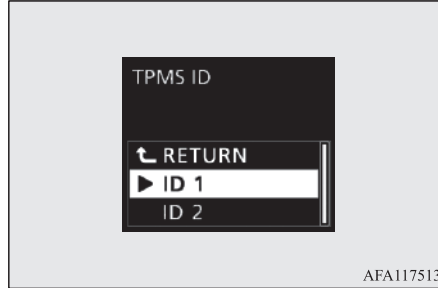 TPMS ID
RETURN
ID 1
ID 2
AFA117513